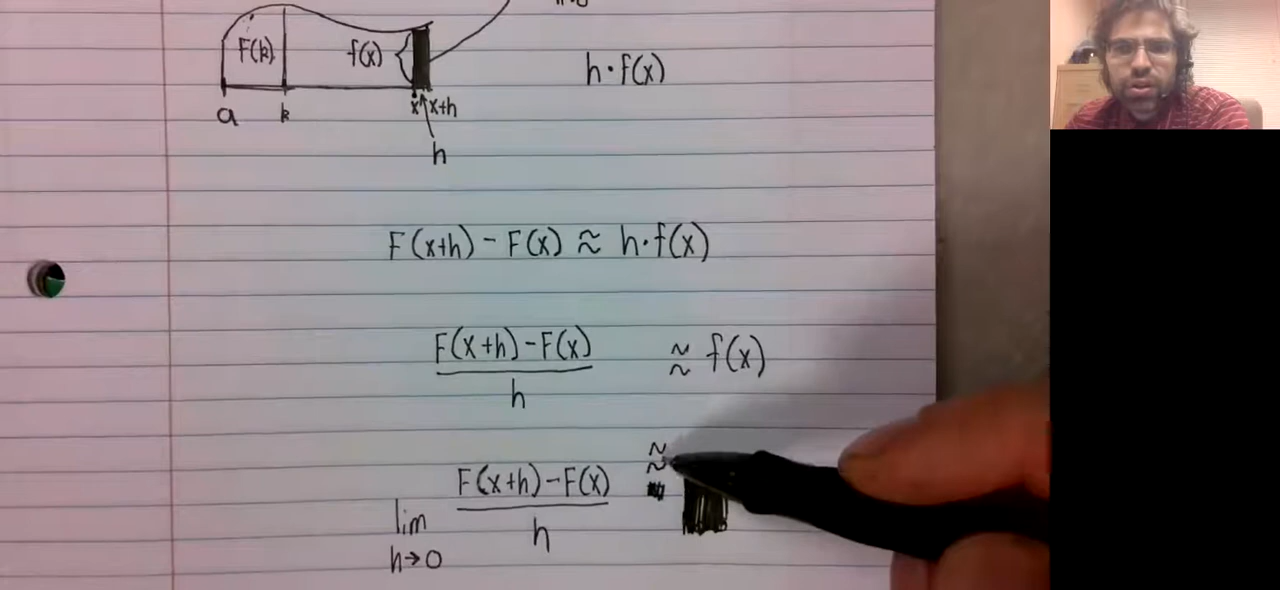 F(k) f(x) h·f(x)
a k x x+h
h
F(x+h) - F(x) ≈ h·f(x)
F(x+h) - F(x)
≈ f(x)
h
≈
F(x+h) - F(x)
lim
h
h→0